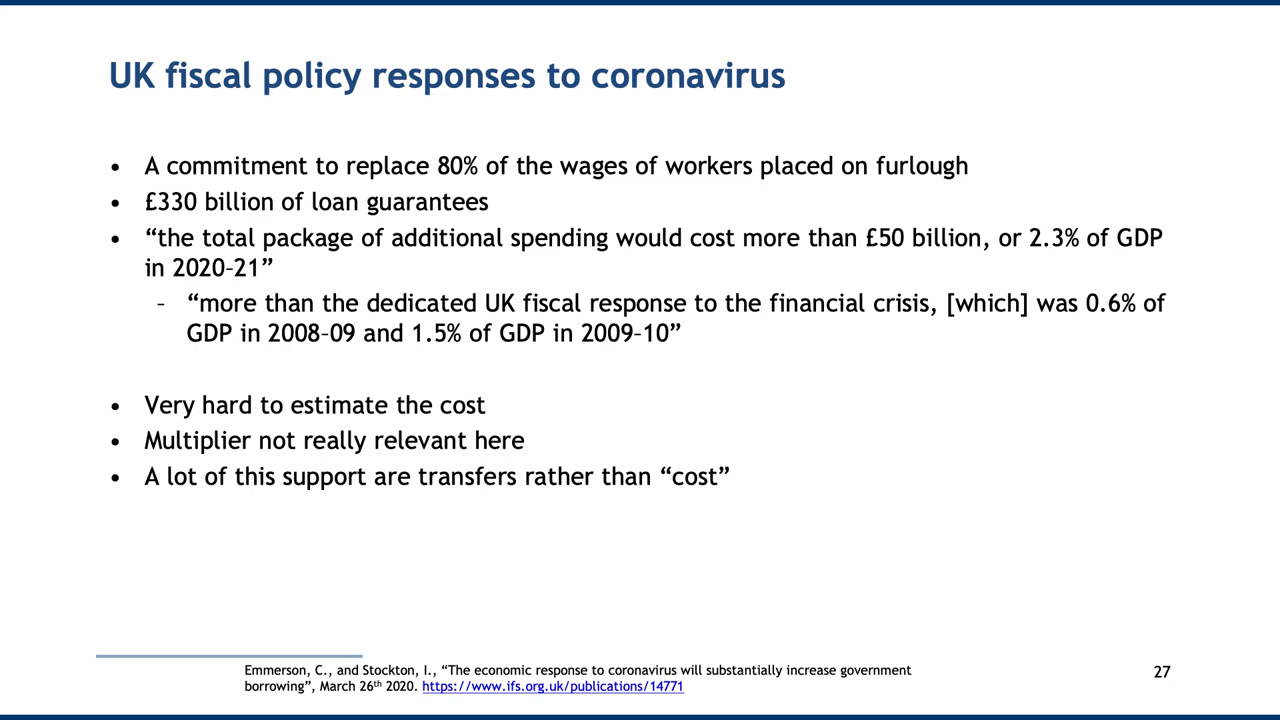 UK fiscal policy responses to coronavirus
• A commitment to replace 80% of the wages of workers placed on furlough
• £330 billion of loan guarantees
• “the total package of additional spending would cost more than £50 billion, or 2.3% of GDP
in 2020–21”
– “more than the dedicated UK fiscal response to the financial crisis, [which] was 0.6% of
GDP in 2008–09 and 1.5% of GDP in 2009–10”
• Very hard to estimate the cost
• Multiplier not really relevant here
• A lot of this support are transfers rather than “cost”
Emmerson, C., and Stockton, I., “The economic response to coronavirus will substantially increase government
borrowing”, March 26th 2020. https://www.ifs.org.uk/publications/14771
27